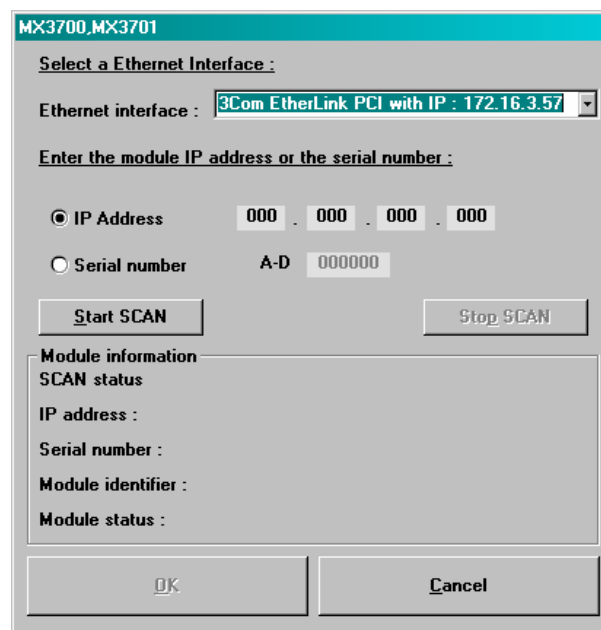 MX3700,MX3701
Select a Ethernet Interface :
Ethernet interface : 3Com EtherLink PCI with IP : 172.16.3.57
Enter the module IP address or the serial number :
IP Address 000 . 000 . 000 . 000
Serial number A-D 000000
Start SCAN Stop SCAN
Module information
SCAN status
IP address :
Serial number :
Module identifier :
Module status :
OK Cancel